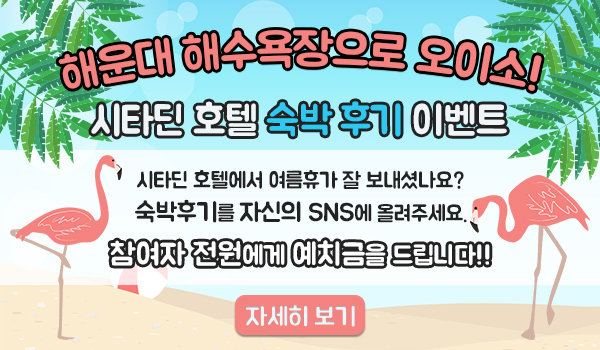 해운대 해수욕장으로 오이소!
시타딘 호텔 숙박 후기 이벤트
시타딘 호텔에서 여름휴가 잘 보내셨나요?
숙박후기를 자신의 SNS에 올려주세요.
참여자 전원에게 예치금을 드립니다!!
자세히 보기